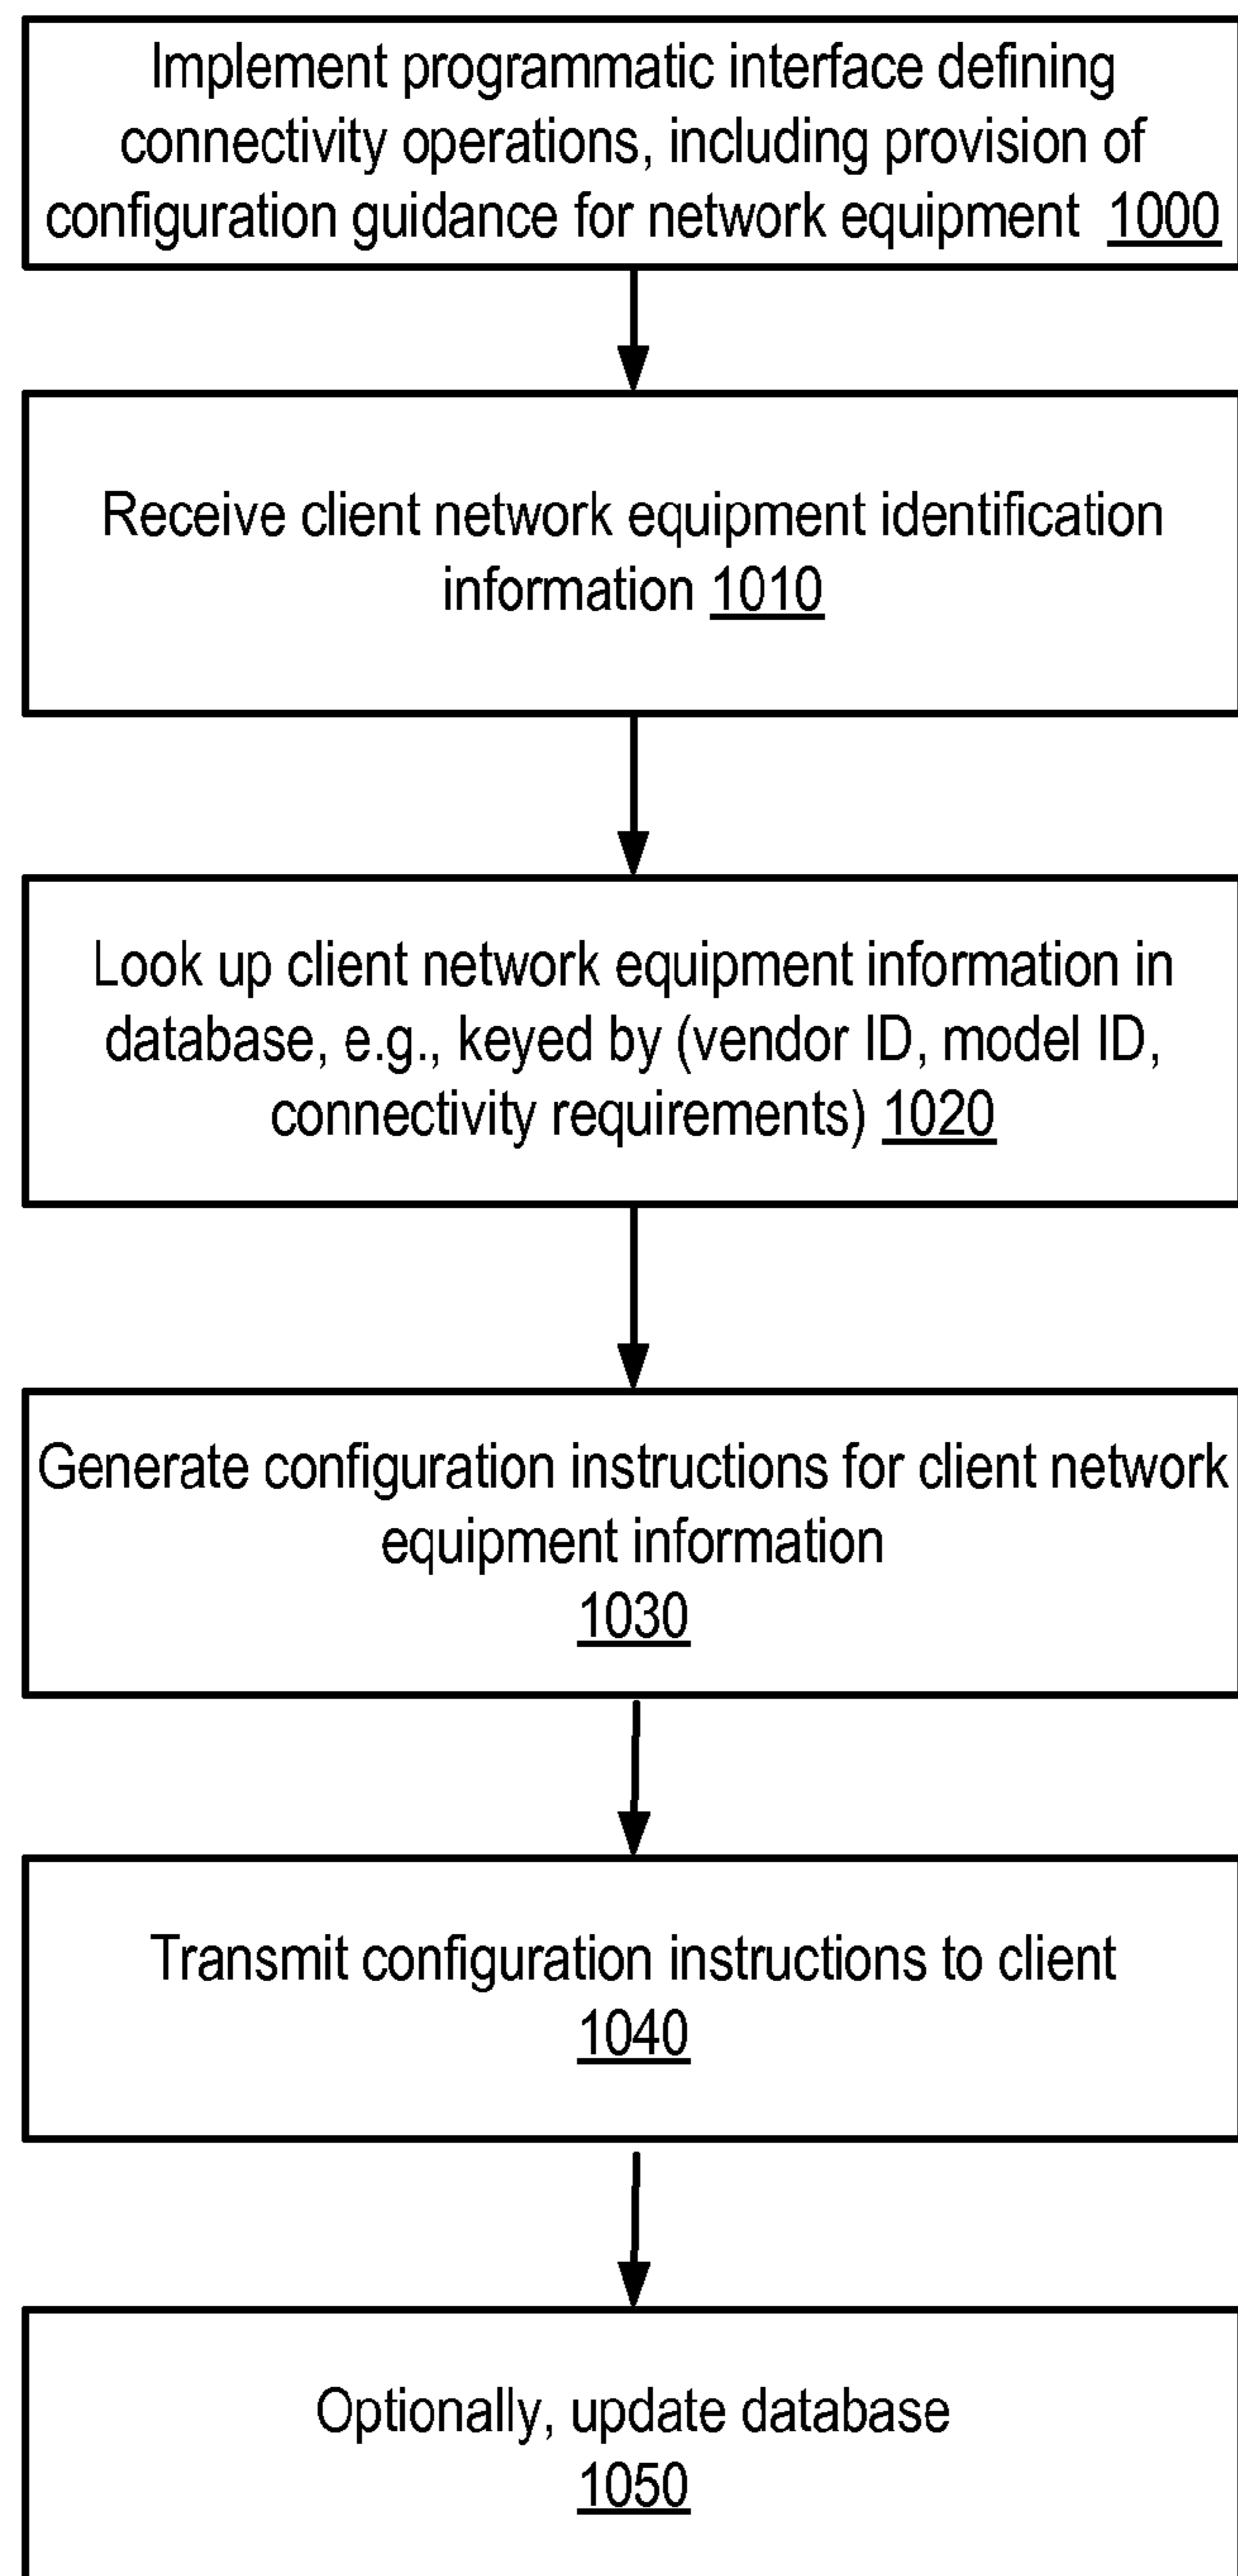 Implement programmatic interface defining
connectivity operations, including provision of
configuration guidance for network equipment 1000
Receive client network equipment identification
information 1010
Look up client network equipment information in
database, e.g., keyed by (vendor ID, model ID,
connectivity requirements) 1020
Generate configuration instructions for client network
equipment information
1030
Transmit configuration instructions to client
1040
Optionally, update database
1050